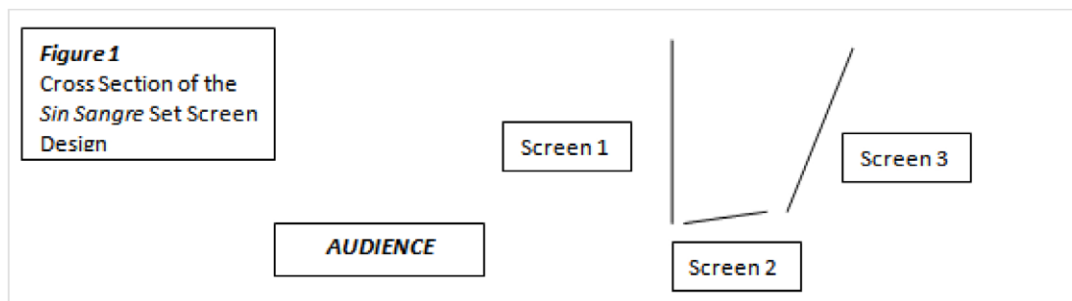 Figure 1
Cross Section of the
Sin Sangre Set Screen
Design
Screen 1
Screen 3
AUDIENCE
Screen 2